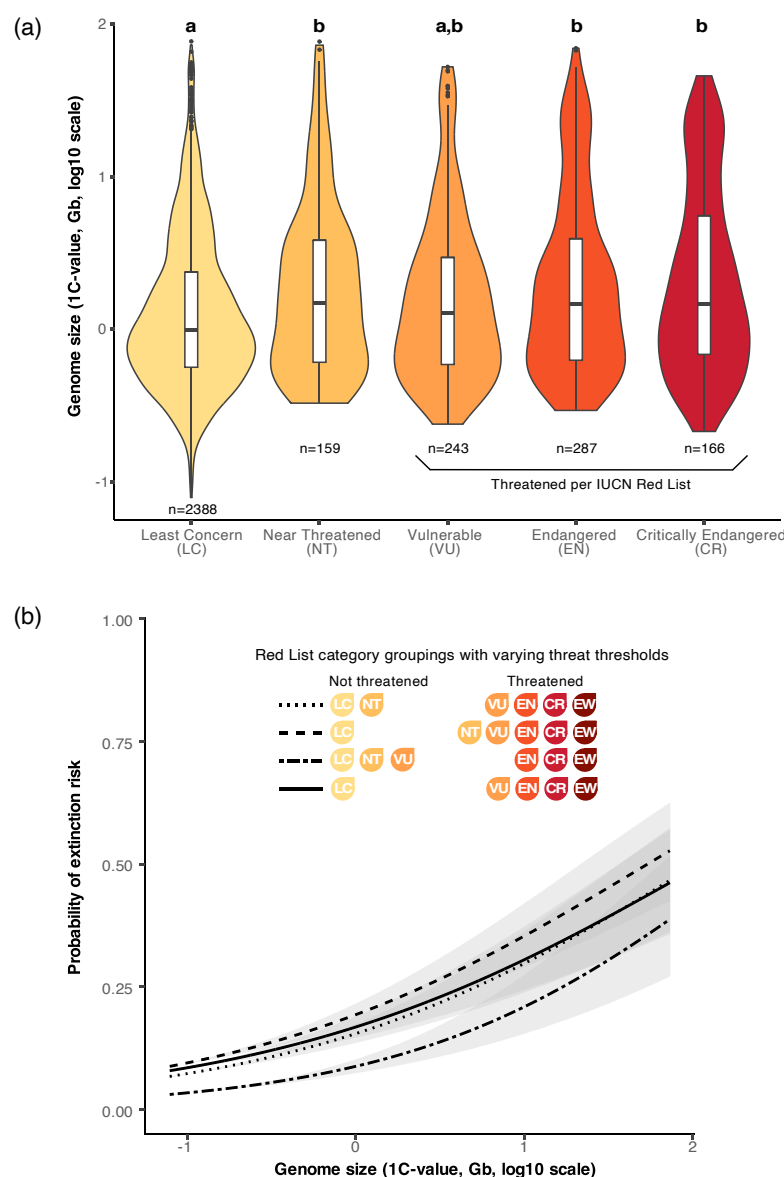 (a)
Genome size (1C-value, Gb, log10 scale)
2
1
0
-1
a
b
a,b
b
b
n=2388
n=159
n=243
n=287
n=166
Threatened per IUCN Red List
Least Concern
(LC)
Near Threatened
(NT)
Vulnerable
(VU)
Endangered
(EN)
Critically Endangered
(CR)
(b)
Probability of extinction risk
1.00
0.75
0.50
0.25
0.00
Red List category groupings with varying threat thresholds
Not threatened Threatened
LC NT VU EN CR EW
LC NT VU EN CR EW
LC NT VU EN CR EW
LC VU EN CR EW
-1 0 1 2
Genome size (1C-value, Gb, log10 scale)